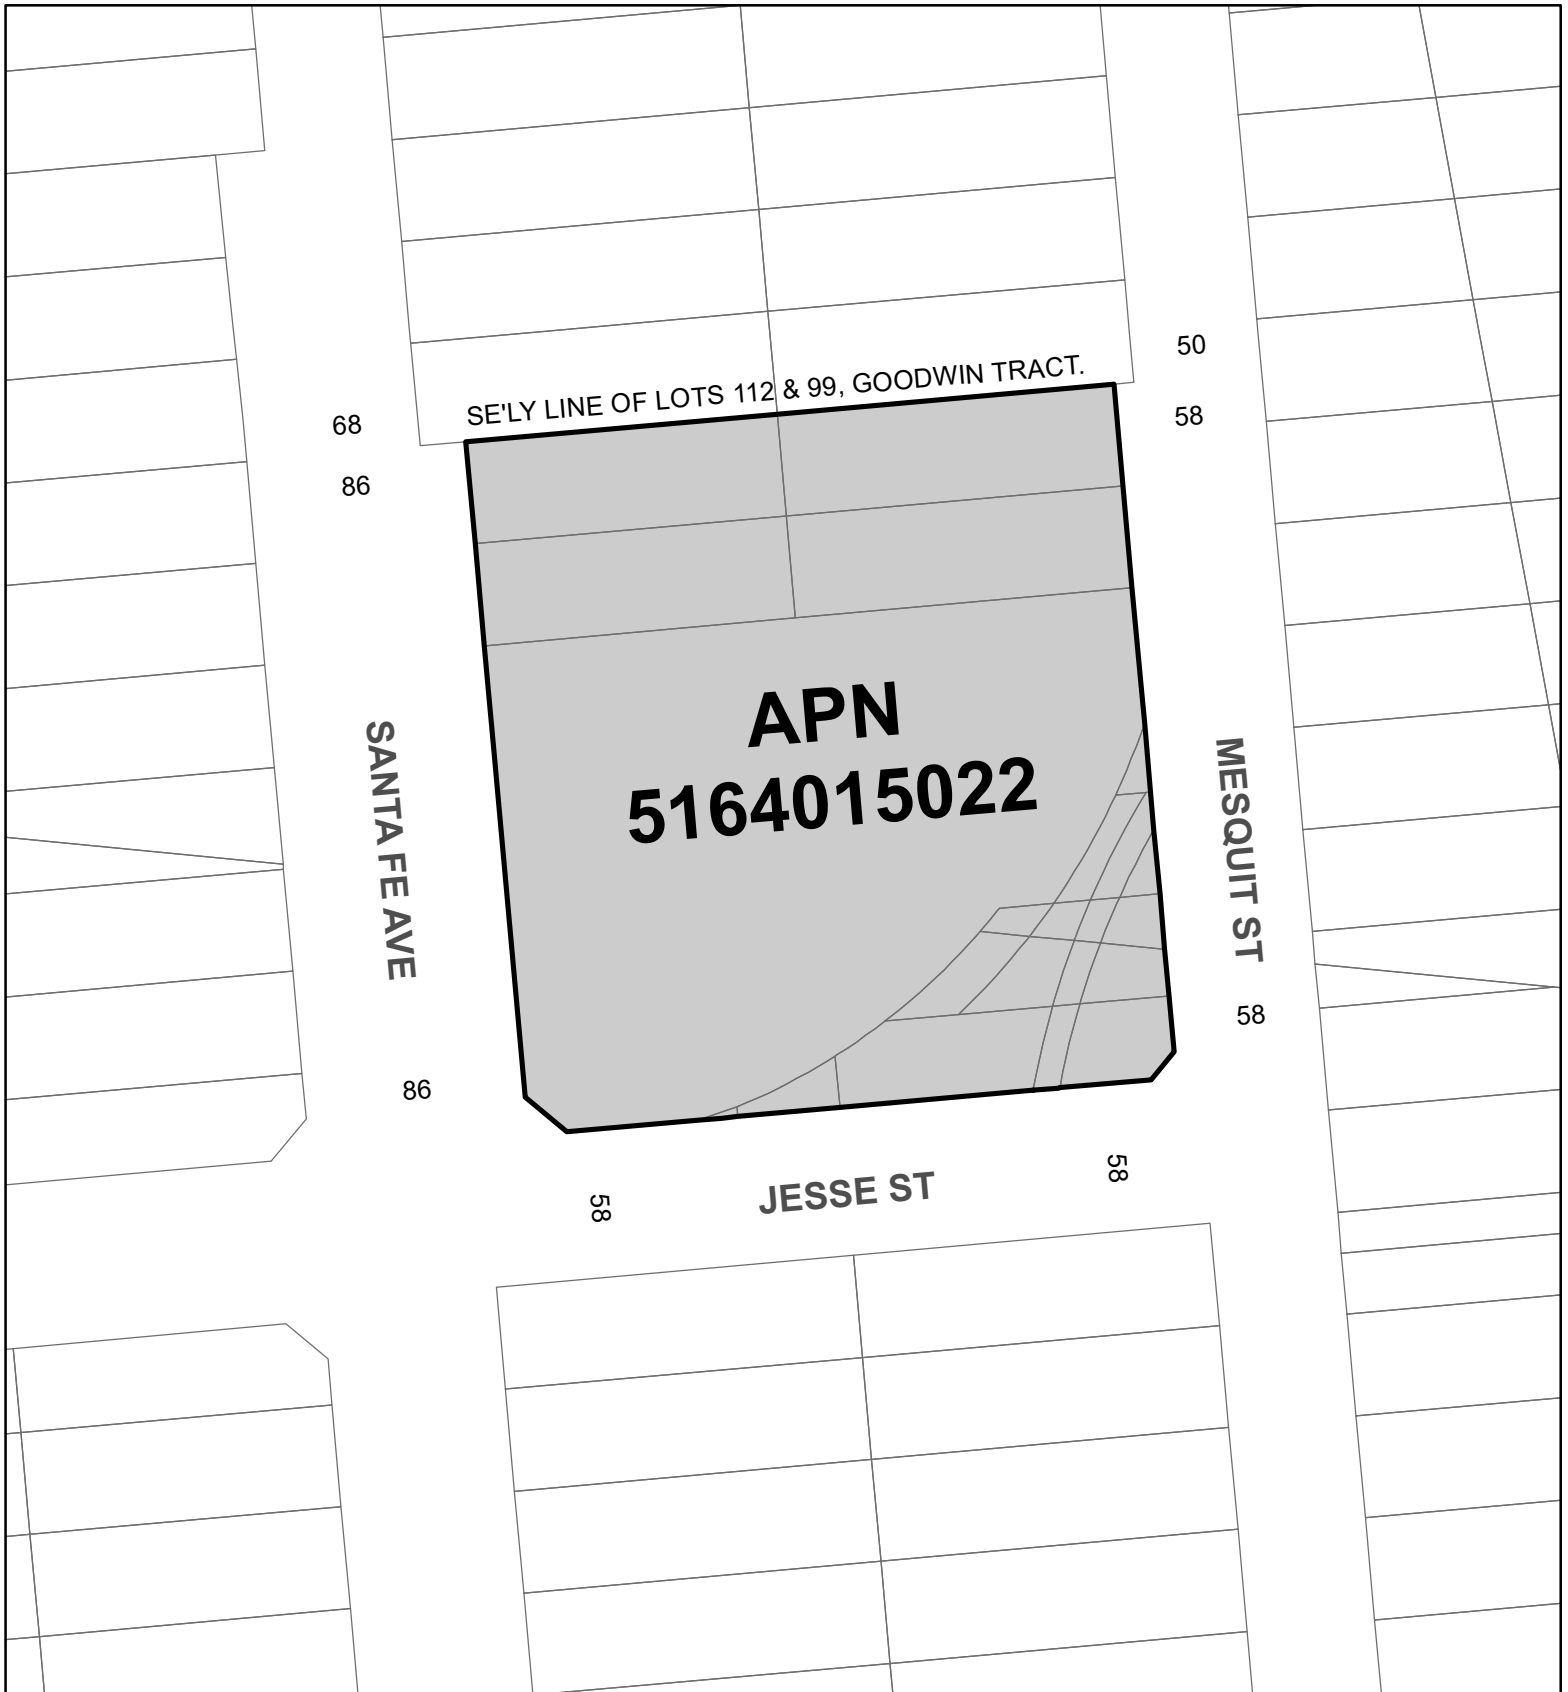 50
SE'LY LINE OF LOTS 112 & 99, GOODWIN TRACT.
68
58
86
APN
5164015022
SANTA FE AVE
MESQUIT ST
58
86
58
JESSE ST
58